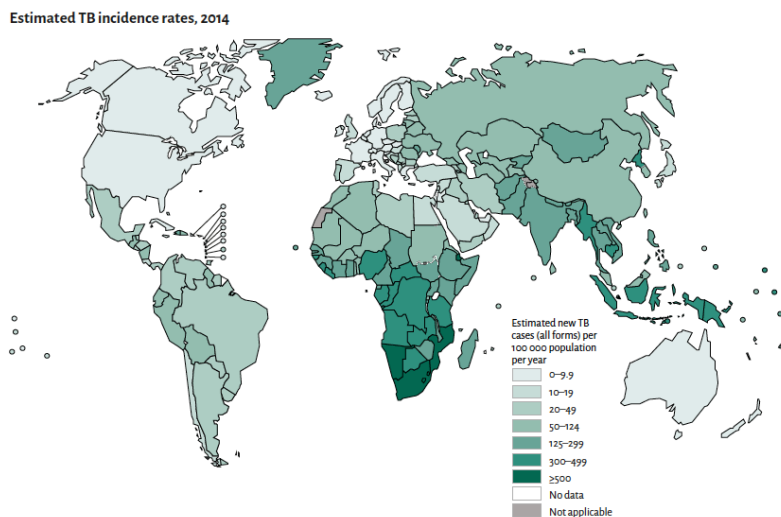 Estimated TB incidence rates, 2014
Estimated new TB
cases (all forms) per
100 000 population
per year
0–9.9
10–19
20–49
50–124
125–299
300–499
≥500
No data
Not applicable